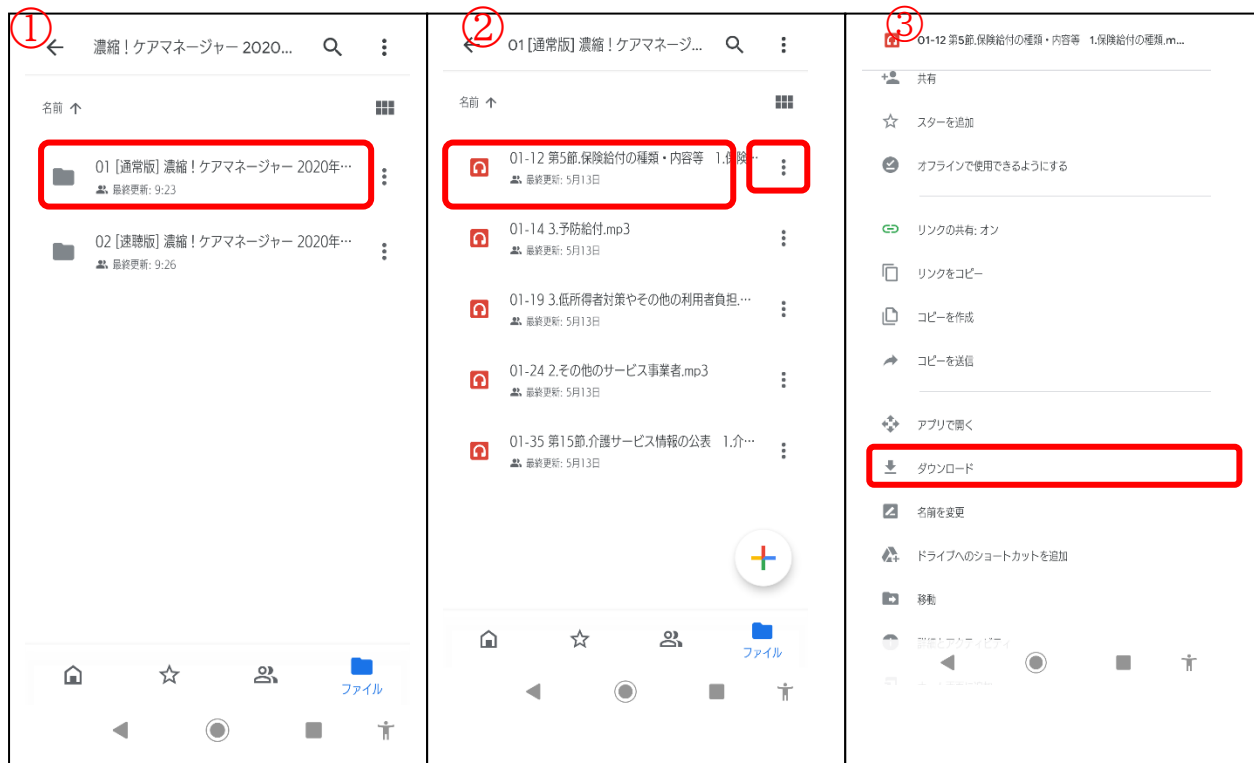 ①
濃縮！ケアマネージャー 2020...
名前 ↑
01 [通常版] 濃縮！ケアマネージャー 2020年…
最終更新: 9:23
02 [速聴版] 濃縮！ケアマネージャー 2020年…
最終更新: 9:26
ファイル
②
01 [通常版] 濃縮！ケアマネージ...
名前 ↑
01-12 第5節.保険給付の種類・内容等　1.保険…
最終更新: 5月13日
01-14 3.予防給付.mp3
最終更新: 5月13日
01-19 3.低所得者対策やその他の利用者負担.…
最終更新: 5月13日
01-24 2.その他のサービス事業者.mp3
最終更新: 5月13日
01-35 第15節.介護サービス情報の公表　1.介…
最終更新: 5月13日
ファイル
③
01-12 第5節.保険給付の種類・内容等　1.保険給付の種類.m...
共有
スターを追加
オフラインで使用できるようにする
リンクの共有: オン
リンクをコピー
コピーを作成
コピーを送信
アプリで開く
ダウンロード
名前を変更
ドライブへのショートカットを追加
移動
詳細とアクティビティ